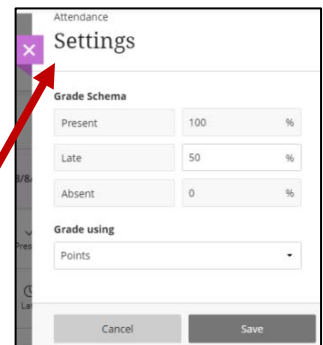 Attendance
Settings
Grade Schema
Present 100 %
Late 50 %
Absent 0 %
Grade using
Points
Cancel Save